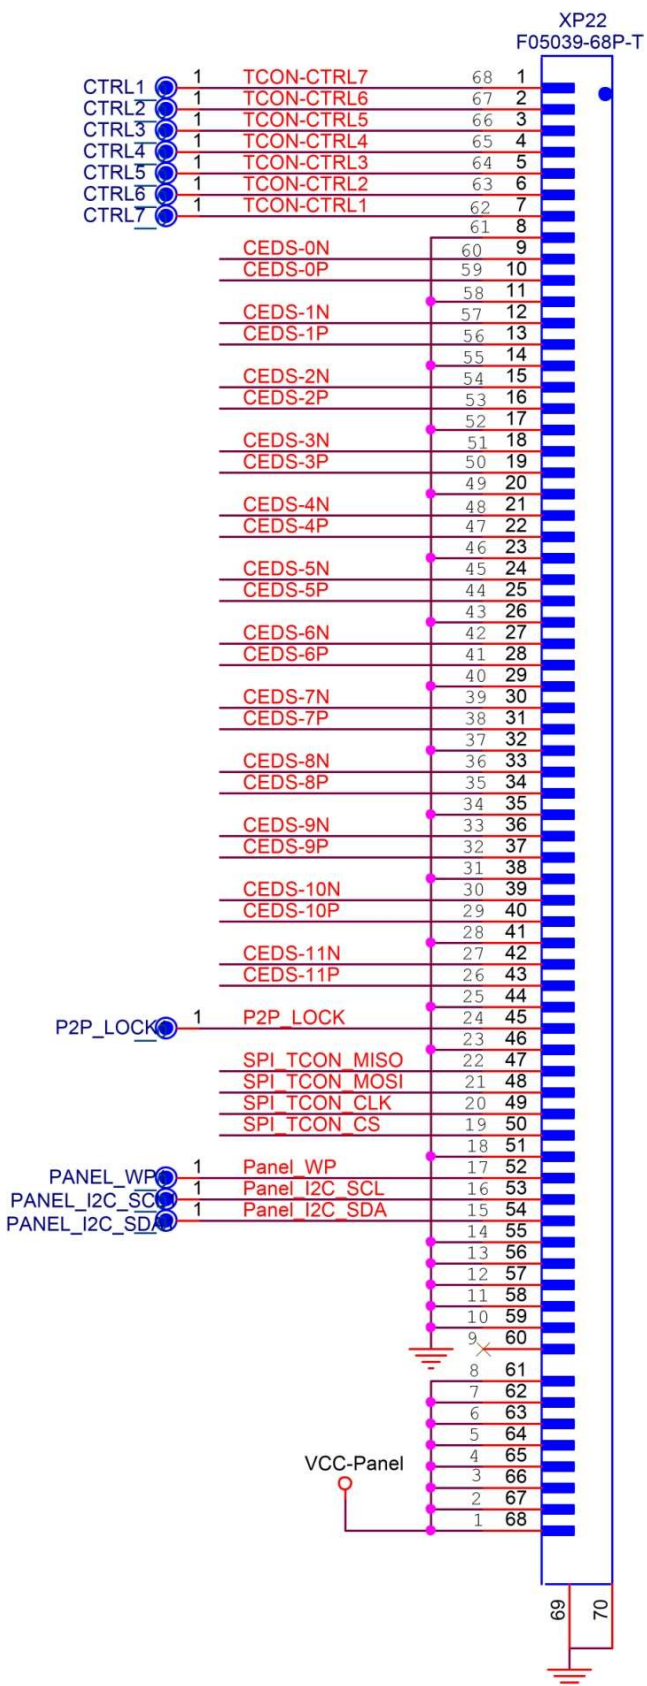 XP22
F05039-68P-T
CTRL1 1 TCON-CTRL7 68 1
CTRL2 1 TCON-CTRL6 67 2
CTRL3 1 TCON-CTRL5 66 3
CTRL4 1 TCON-CTRL4 65 4
CTRL5 1 TCON-CTRL3 64 5
CTRL6 1 TCON-CTRL2 63 6
CTRL7 1 TCON-CTRL1 62 7
61 8
CEDS-0N 60 9
CEDS-0P 59 10
58 11
CEDS-1N 57 12
CEDS-1P 56 13
55 14
CEDS-2N 54 15
CEDS-2P 53 16
52 17
CEDS-3N 51 18
CEDS-3P 50 19
49 20
CEDS-4N 48 21
CEDS-4P 47 22
46 23
CEDS-5N 45 24
CEDS-5P 44 25
43 26
CEDS-6N 42 27
CEDS-6P 41 28
40 29
CEDS-7N 39 30
CEDS-7P 38 31
37 32
CEDS-8N 36 33
CEDS-8P 35 34
34 35
CEDS-9N 33 36
CEDS-9P 32 37
31 38
CEDS-10N 30 39
CEDS-10P 29 40
28 41
CEDS-11N 27 42
CEDS-11P 26 43
25 44
P2P_LOCK 1 P2P_LOCK 24 45
23 46
SPI_TCON_MISO 22 47
SPI_TCON_MOSI 21 48
SPI_TCON_CLK 20 49
SPI_TCON_CS 19 50
18 51
PANEL_WP 1 Panel_WP 17 52
PANEL_I2C_SC 1 Panel_I2C_SCL 16 53
PANEL_I2C_SDA 1 Panel_I2C_SDA 15 54
14 55
13 56
12 57
11 58
10 59
9 60
8 61
7 62
6 63
5 64
VCC-Panel 4 65
3 66
2 67
1 68
69 70